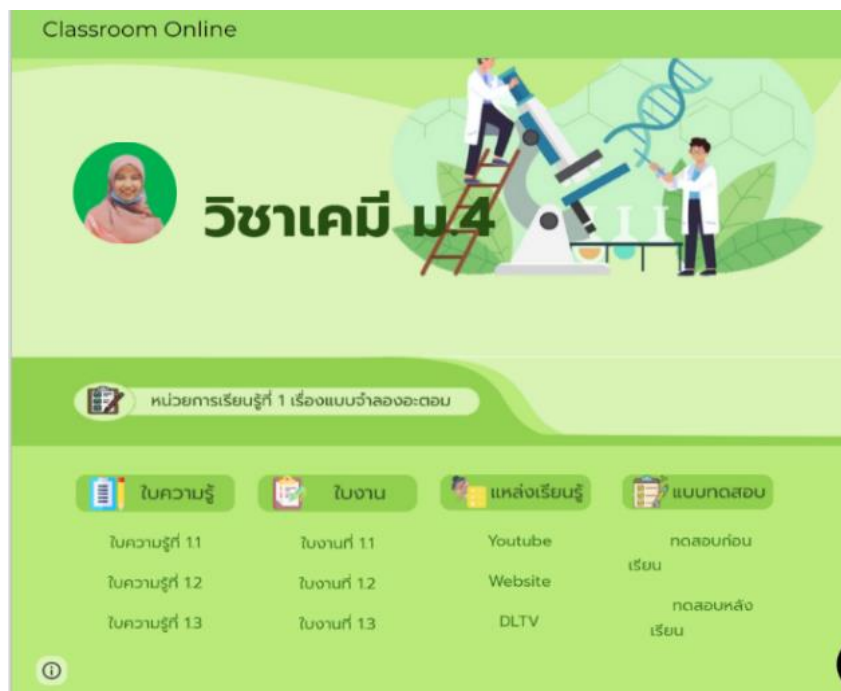 Classroom Online
วิชาเคมี ม.4
หน่วยการเรียนรู้ที่ 1 เรื่องแบบจำลองอะตอม
ใบความรู้ ใบงาน แหล่งเรียนรู้ แบบทดสอบ
ใบความรู้ที่ 1.1 ใบงานที่ 1.1 Youtube ทดสอบก่อน
เรียน
ใบความรู้ที่ 1.2 ใบงานที่ 1.2 Website
ทดสอบหลัง
ใบความรู้ที่ 1.3 ใบงานที่ 1.3 DLTV
เรียน